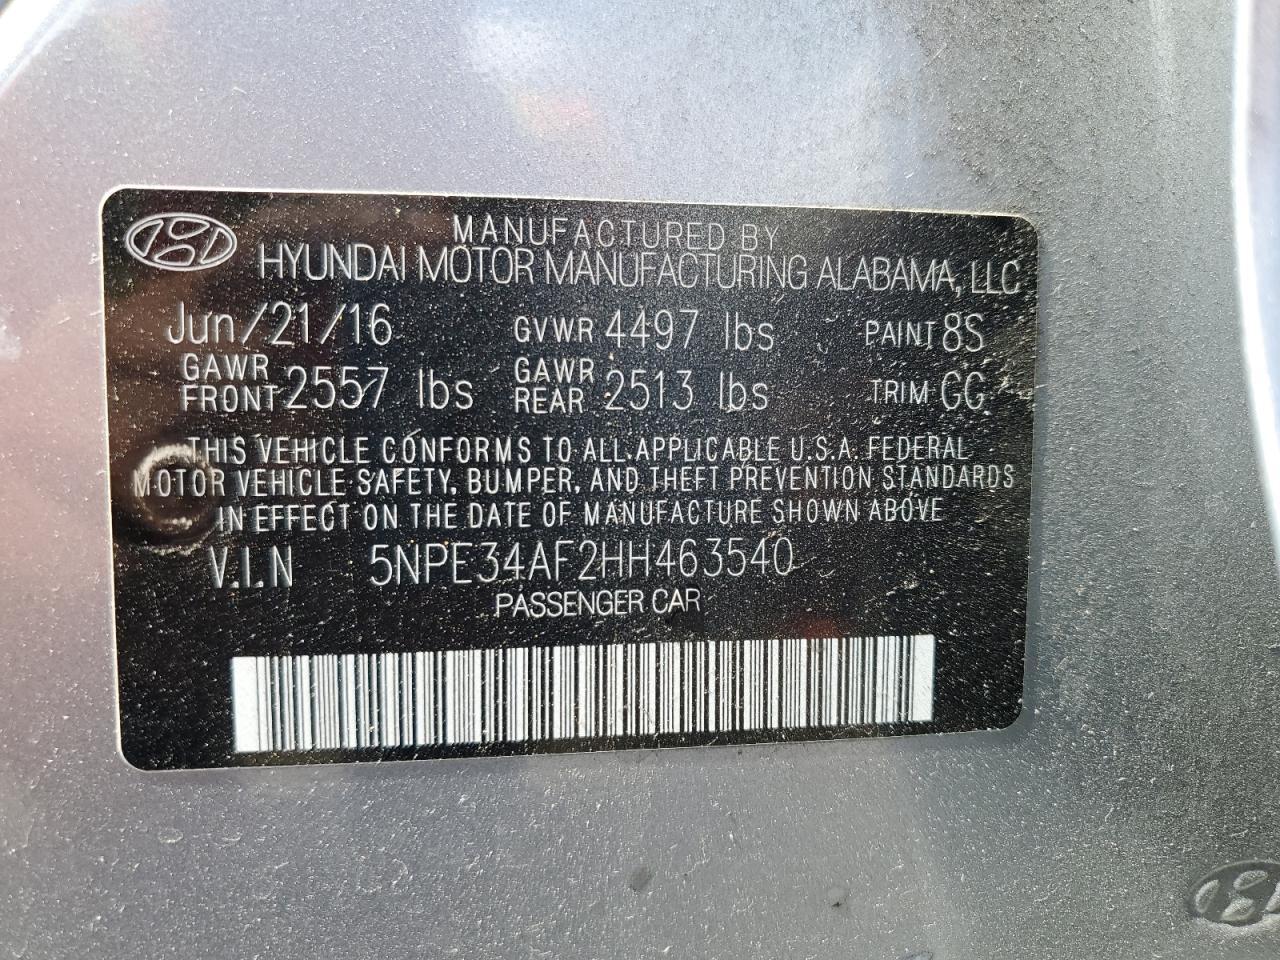 MANUFACTURED BY
HYUNDAI MOTOR MANUFACTURING ALABAMA, LLC
Jun/21/16 GVWR 4497 lbs PAINT 8S
GAWR FRONT 2557 lbs GAWR REAR 2513 lbs TRIM GG
THIS VEHICLE CONFORMS TO ALL APPLICABLE U.S.A. FEDERAL
MOTOR VEHICLE SAFETY, BUMPER, AND THEFT PREVENTION STANDARDS
IN EFFECT ON THE DATE OF MANUFACTURE SHOWN ABOVE
V.I.N 5NPE34AF2HH463540
PASSENGER CAR